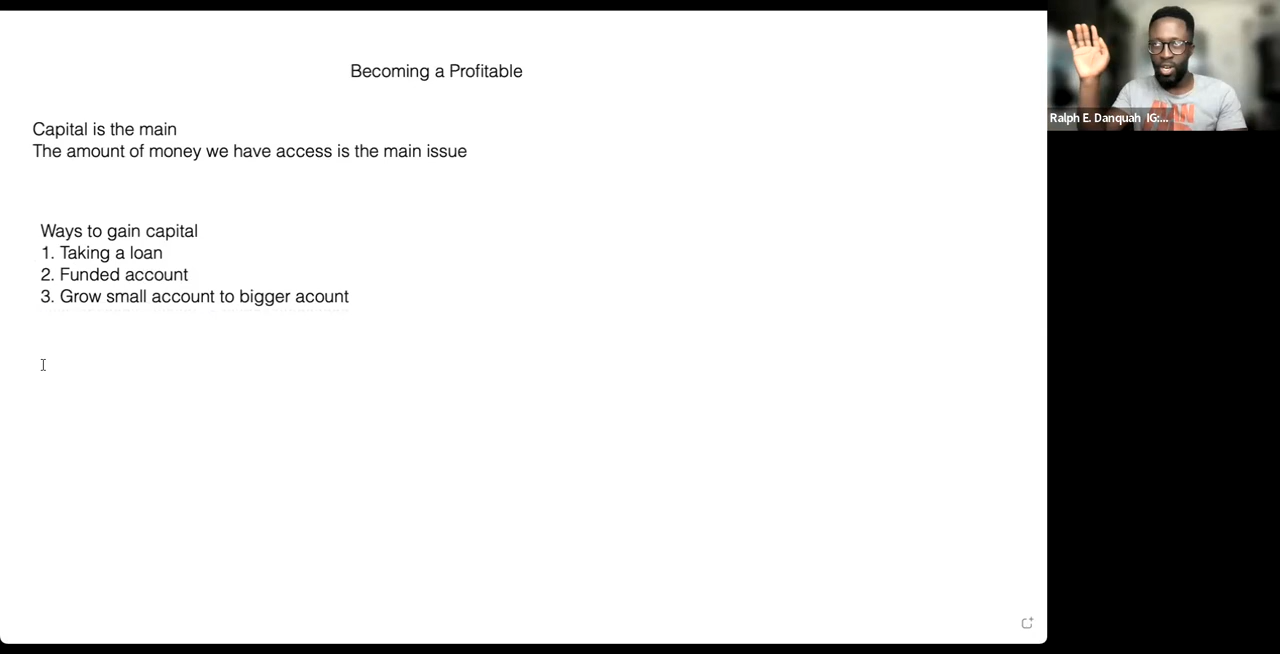 Becoming a Profitable
Capital is the main
The amount of money we have access is the main issue
Ways to gain capital
1. Taking a loan
2. Funded account
3. Grow small account to bigger acount
Ralph E. Danquah IG:...